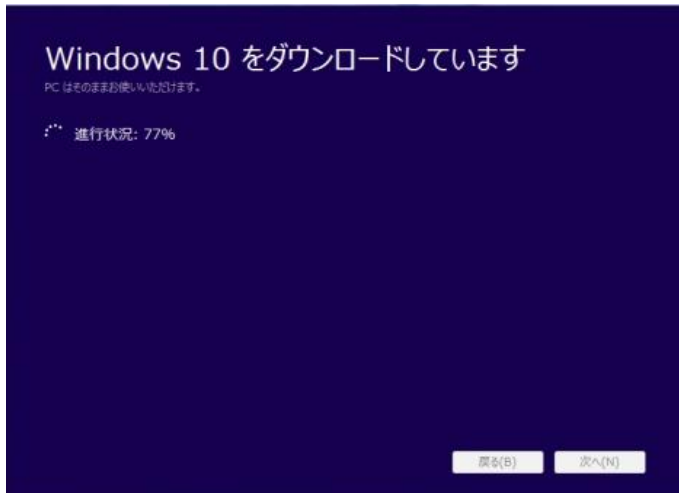 Windows 10 をダウンロードしています
PC はそのままお使いいただけます。
進行状況: 77%
戻る(B)
次へ(N)